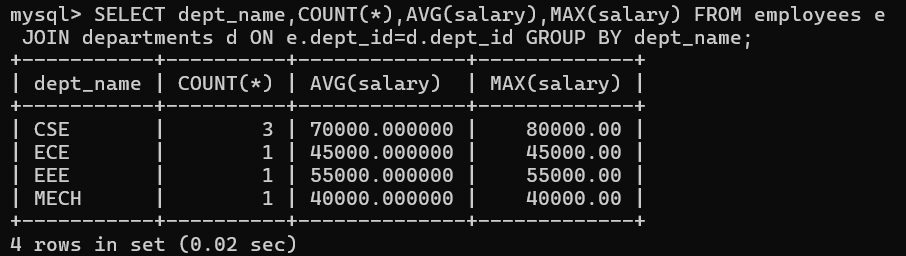 mysql> SELECT dept_name,COUNT(*),AVG(salary),MAX(salary) FROM employees e
 JOIN departments d ON e.dept_id=d.dept_id GROUP BY dept_name;
+-----------+----------+--------------+-------------+
| dept_name | COUNT(*) | AVG(salary)  | MAX(salary) |
+-----------+----------+--------------+-------------+
| CSE       |        3 | 70000.000000 |    80000.00 |
| ECE       |        1 | 45000.000000 |    45000.00 |
| EEE       |        1 | 55000.000000 |    55000.00 |
| MECH      |        1 | 40000.000000 |    40000.00 |
+-----------+----------+--------------+-------------+
4 rows in set (0.02 sec)